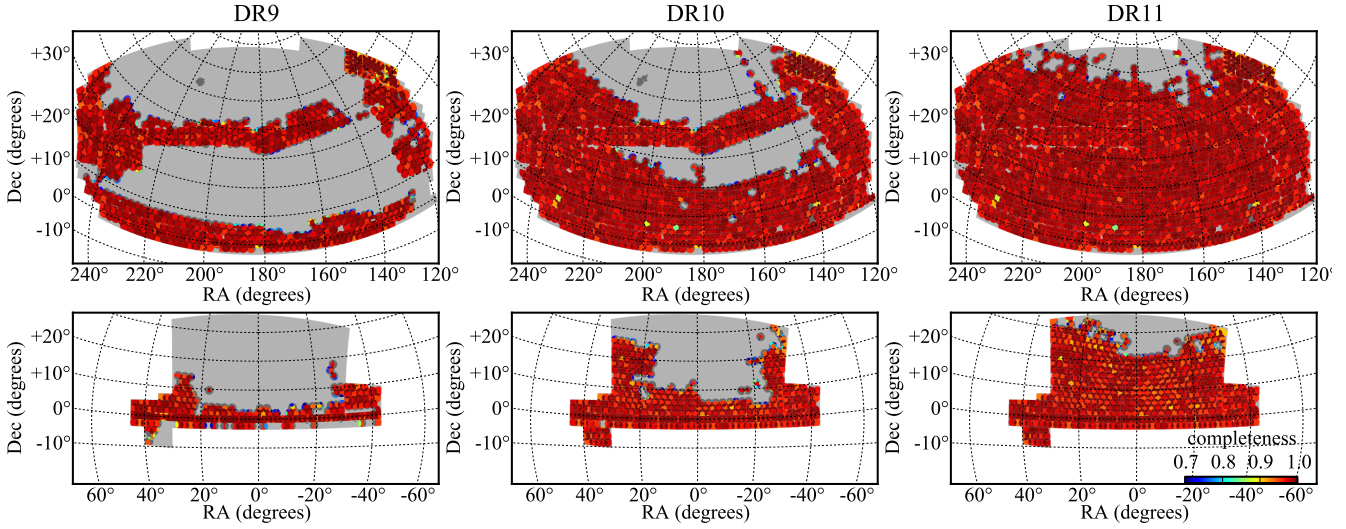 DR9 DR10 DR11
+30° +30° +30°
+20° +20° +20°
+10° +10° +10°
0° 0° 0°
-10° -10° -10°
Dec (degrees) Dec (degrees) Dec (degrees)
240° 220° 200° 180° 160° 140° 120° 240° 220° 200° 180° 160° 140° 120° 240° 220° 200° 180° 160° 140° 120°
RA (degrees) RA (degrees) RA (degrees)
+20° +20° +20°
+10° +10° +10°
0° 0° 0°
-10° -10° -10°
Dec (degrees) Dec (degrees) Dec (degrees)
completeness
0.7 0.8 0.9 1.0
60° 40° 20° 0° -20° -40° -60° 60° 40° 20° 0° -20° -40° -60° 60° 40° 20° 0° -20° -40° -60°
RA (degrees) RA (degrees) RA (degrees)